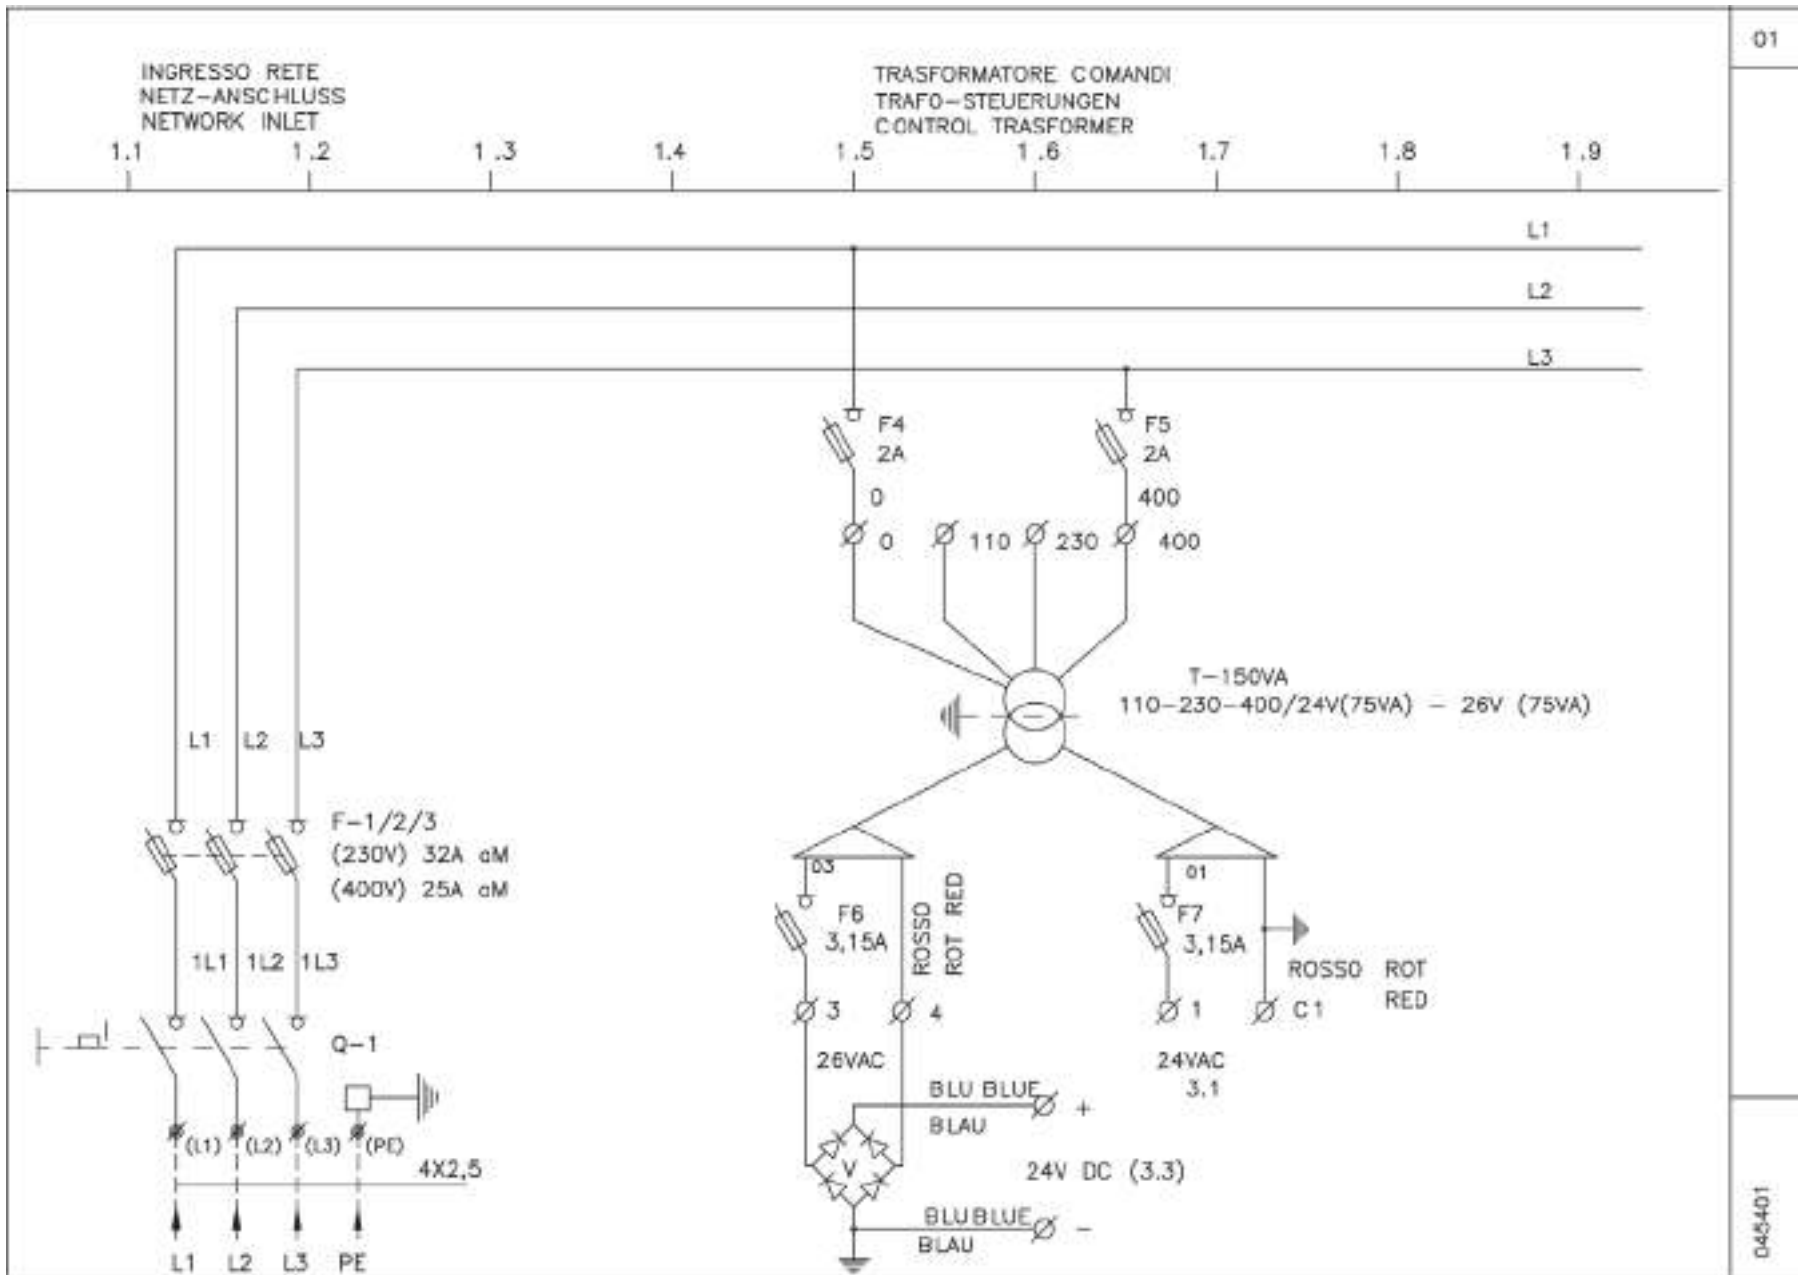 01
INGRESSO RETE
NETZ-ANSCHLUSS
NETWORK INLET
TRASFORMATORE COMANDI
TRAFO-STEUERUNGEN
CONTROL TRASFORMER
1.1 1.2 1.3 1.4 1.5 1.6 1.7 1.8 1.9
L1
L2
L3
F4
2A
0
F5
2A
400
0 110 230 400
T-150VA
110-230-400/24V(75VA) - 26V (75VA)
L1 L2 L3
F-1/2/3
(230V) 32A aM
(400V) 25A aM
1L1 1L2 1L3
Q-1
(L1) (L2) (L3) (PE)
4X2,5
L1 L2 L3 PE
03
F6
3,15A
ROSSO
ROT RED
3 4
26VAC
01
F7
3,15A
ROSSO ROT
RED
1 C1
24VAC
3.1
BLU BLUE
BLAU
+
V
24V DC (3.3)
BLU BLUE
BLAU
-
045401